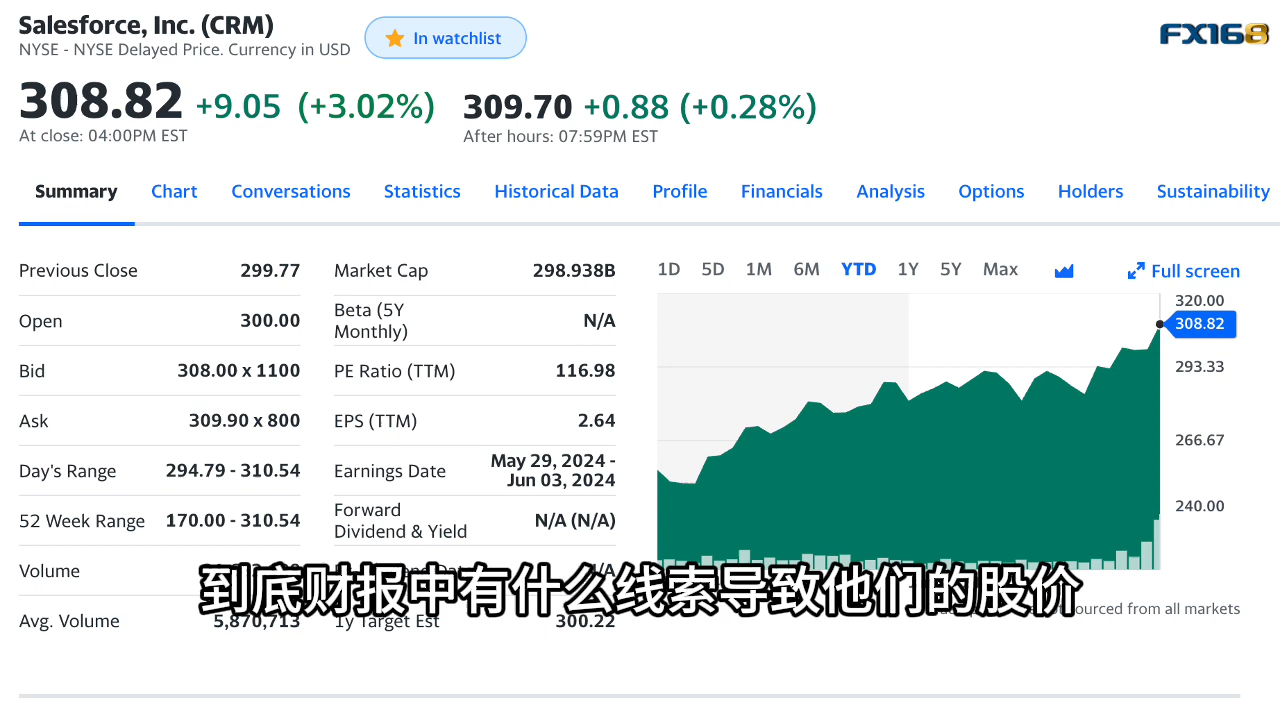 Salesforce, Inc. (CRM)
NYSE - NYSE Delayed Price. Currency in USD
In watchlist
FX168
308.82 +9.05 (+3.02%) 309.70 +0.88 (+0.28%)
At close: 04:00PM EST
After hours: 07:59PM EST
Summary Chart Conversations Statistics Historical Data Profile Financials Analysis Options Holders Sustainability
Previous Close 299.77
Open 300.00
Bid 308.00 x 1100
Ask 309.90 x 800
Day's Range 294.79 - 310.54
52 Week Range 170.00 - 310.54
Volume
Avg. Volume 5,870,713
Market Cap 298.938B
Beta (5Y
Monthly) N/A
PE Ratio (TTM) 116.98
EPS (TTM) 2.64
Earnings Date May 29, 2024 -
Jun 03, 2024
Forward
Dividend & Yield N/A (N/A)
1y Target Est 300.22
1D 5D 1M 6M YTD 1Y 5Y Max
Full screen
320.00
308.82
293.33
266.67
240.00
sourced from all markets
到底财报中有什么线索导致他们的股价